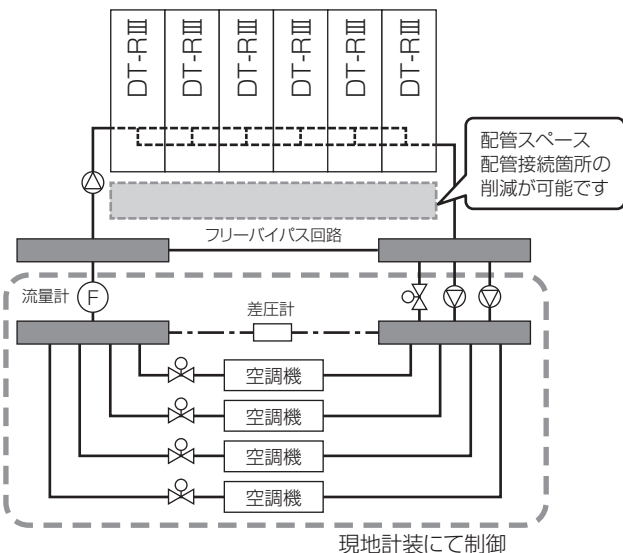 DT-RⅢ
DT-RⅢ
DT-RⅢ
DT-RⅢ
DT-RⅢ
DT-RⅢ
配管スペース
配管接続箇所の
削減が可能です
フリーバイパス回路
流量計
F
差圧計
空調機
空調機
空調機
空調機
現地計装にて制御